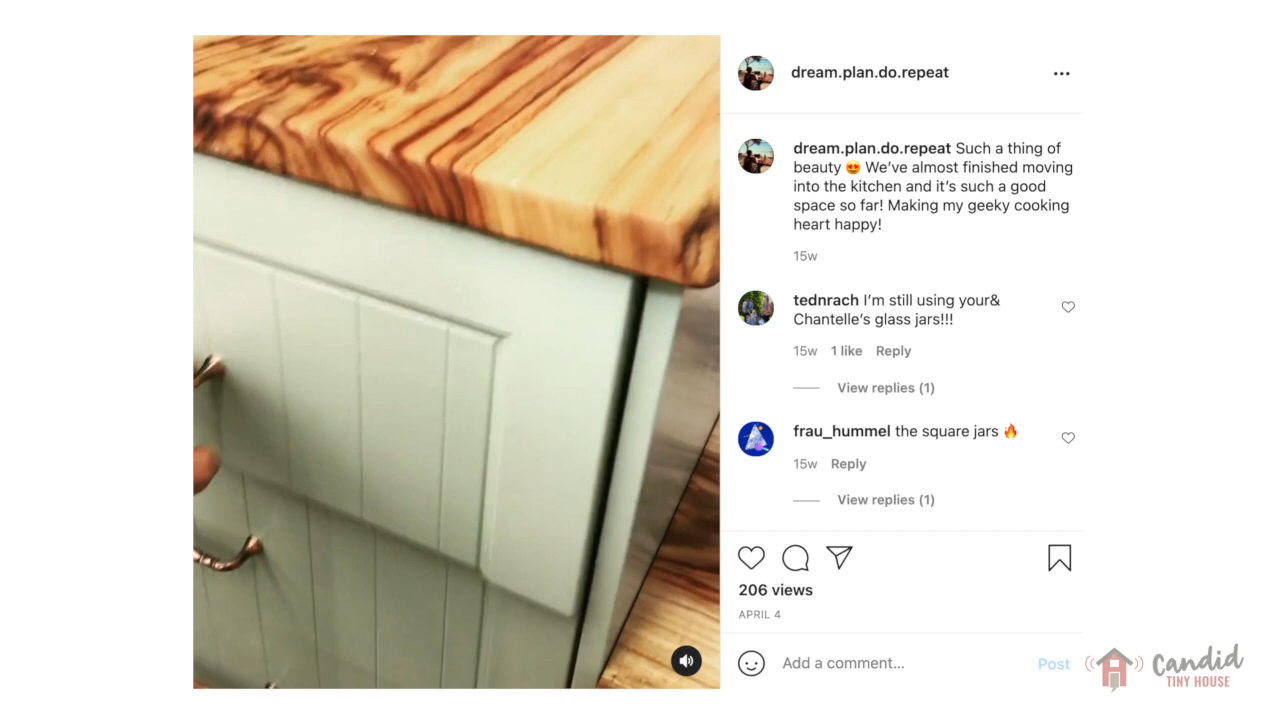 dream.plan.do.repeat
dream.plan.do.repeat Such a thing of
beauty 😍 We've almost finished moving
into the kitchen and it's such a good
space so far! Making my geeky cooking
heart happy!
15w
tednrach I'm still using your&
Chantelle's glass jars!!!
15w 1 like Reply
View replies (1)
frau_hummel the square jars 🔥
15w Reply
View replies (1)
206 views
APRIL 4
Add a comment... Post
Candid
TINY HOUSE